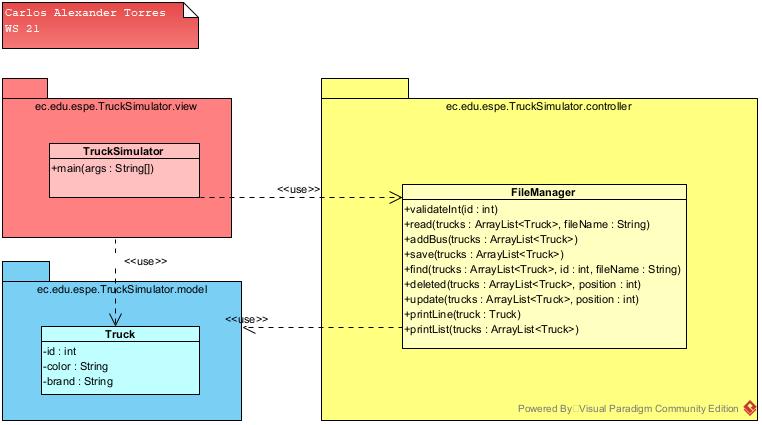 Carlos Alexander Torres
WS 21
ec.edu.espe.TruckSimulator.view
TruckSimulator
+main(args : String[])
<<use>>
<<use>>
ec.edu.espe.TruckSimulator.model
Truck
-id : int
-color : String
-brand : String
<<use>>
ec.edu.espe.TruckSimulator.controller
FileManager
+validateInt(id : int)
+read(trucks : ArrayList<Truck>, fileName : String)
+addBus(trucks : ArrayList<Truck>)
+save(trucks : ArrayList<Truck>)
+find(trucks : ArrayList<Truck>, id : int, fileName : String)
+deleted(trucks : ArrayList<Truck>, position : int)
+update(trucks : ArrayList<Truck>, position : int)
+printLine(truck : Truck)
+printList(trucks : ArrayList<Truck>)
Powered By Visual Paradigm Community Edition